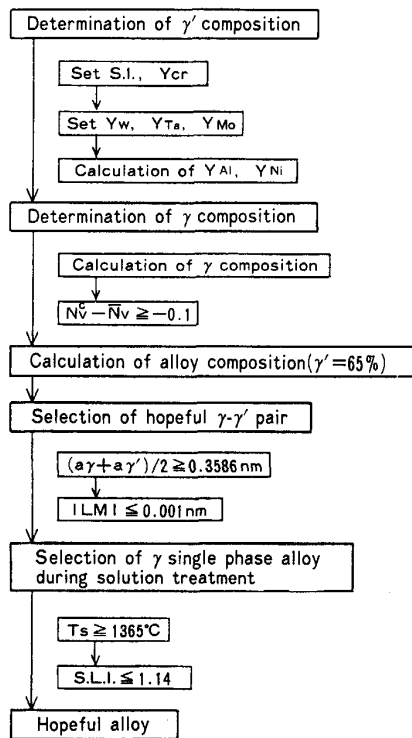 Determination of γ′ composition
Set S.I., Ycr
Set Yw, YTa, YMo
Calculation of YAl, YNi
Determination of γ composition
Calculation of γ composition
Nᶜv − N̄v ≧ −0.1
Calculation of alloy composition(γ′=65%)
Selection of hopeful γ-γ′ pair
(aγ+aγ′)/2 ≧ 0.3586 nm
|LM| ≦ 0.001 nm
Selection of γ single phase alloy
during solution treatment
Ts ≧ 1365℃
S.L.I. ≦ 1.14
Hopeful alloy